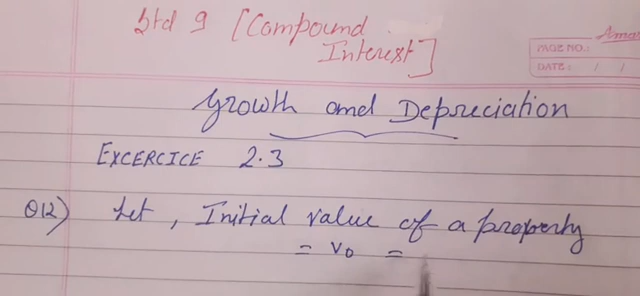 Std 9 [Compound
Interest]
Amar
PAGE NO.:
DATE: / /
Growth and Depreciation
EXCERCICE 2.3
Q12) Let, Initial value of a property
= V0 =